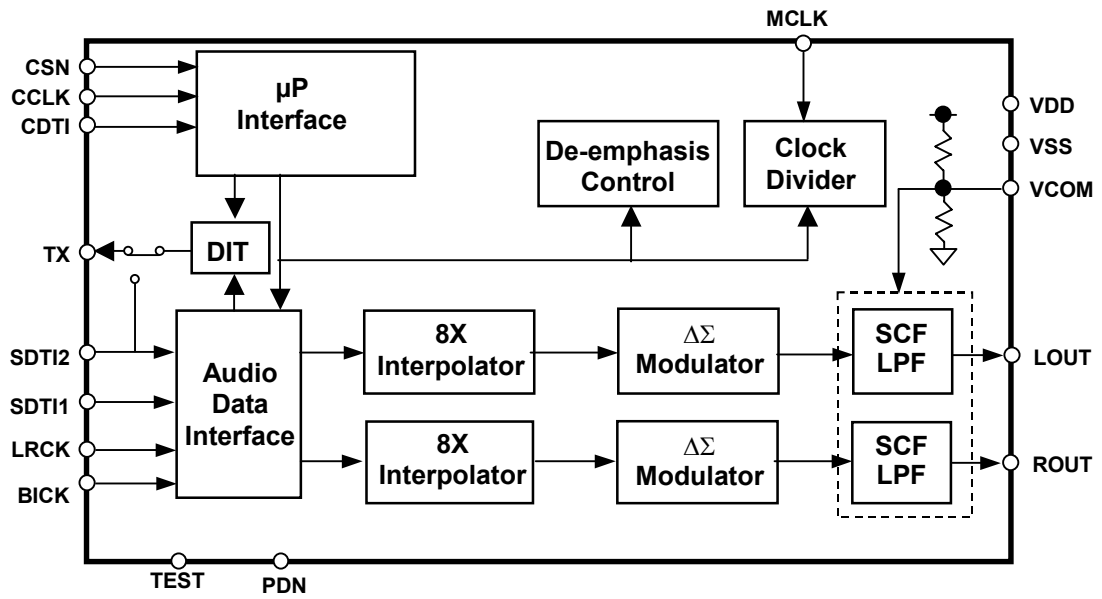 MCLK
CSN
CCLK
CDTI
µP
Interface
VDD
VSS
VCOM
De-emphasis
Control
Clock
Divider
TX
DIT
SDTI2
SDTI1
LRCK
BICK
Audio
Data
Interface
8X
Interpolator
ΔΣ
Modulator
SCF
LPF
LOUT
8X
Interpolator
ΔΣ
Modulator
SCF
LPF
ROUT
TEST
PDN